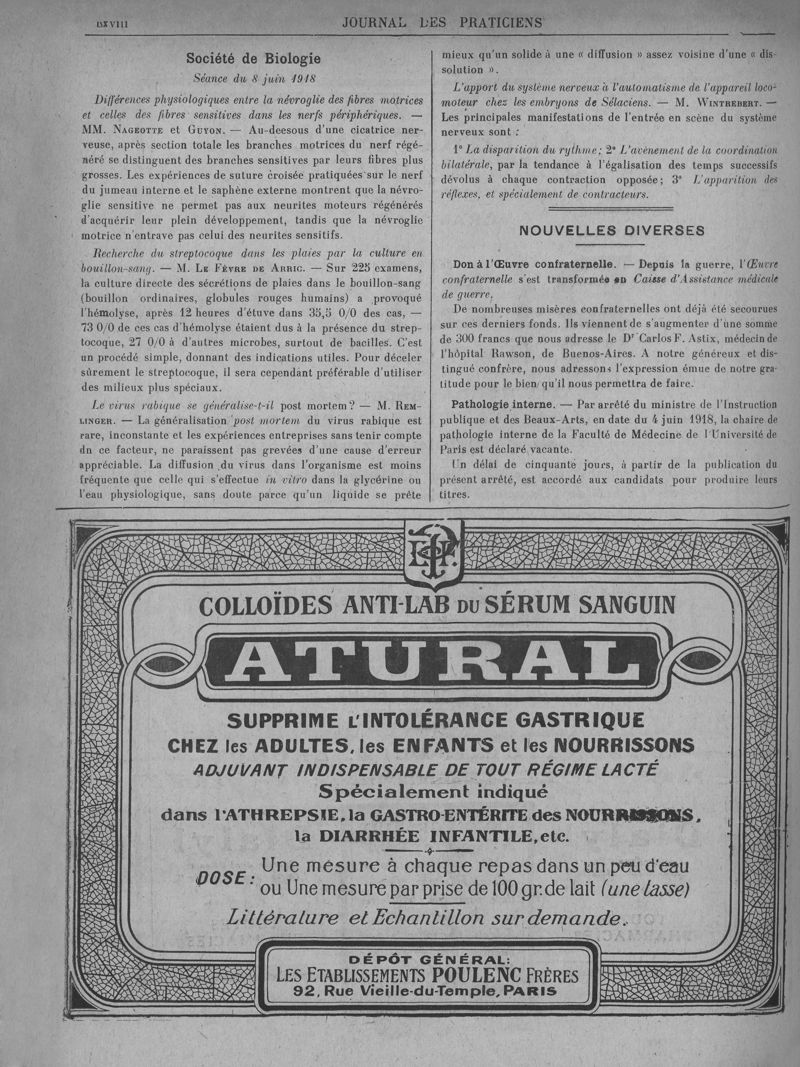 LXVIII
JOURNAL DES PRATICIENS
Société de Biologie
Séance du 8 juin 1918
Différences physiologiques entre la névroglie des fibres motrices
et celles des fibres sensitives dans les nerfs périphériques. —
MM. NAGEOTTE et GUYON. — Au-deesous d'une cicatrice ner-
veuse, après section totale les branches motrices du nerf régé-
néré se distinguent des branches sensitives par leurs fibres plus
grosses. Les expériences de suture croisée pratiquées sur le nerf
du jumeau interne et le saphène externe montrent que la névro-
glie sensitive ne permet pas aux neurites moteurs régénérés
d'acquérir leur plein développement, tandis que la névroglie
motrice n'entrave pas celui des neurites sensitifs.
Recherche du streptocoque dans les plaies par la culture en
bouillon-sang. — M. LE FÈVRE DE ARRIC. — Sur 225 examens,
la culture directe des sécrétions de plaies dans le bouillon-sang
(bouillon ordinaires, globules rouges humains) a provoqué
l'hémolyse, après 12 heures d'étuve dans 35,5 0/0 des cas, —
73 0/0 de ces cas d'hémolyse étaient dus à la présence du strep-
tocoque, 27 0/0 à d'autres microbes, surtout de bacilles. C'est
un procédé simple, donnant des indications utiles. Pour déceler
sûrement le streptocoque, il sera cependant préférable d'utiliser
des milieux plus spéciaux.
Le virus rabique se généralise-t-il post mortem ? — M. REM-
LINGER. — La généralisation post mortem du virus rabique est
rare, inconstante et les expériences entreprises sans tenir compte
dn ce facteur, ne paraissent pas grevées d'une cause d'erreur
appréciable. La diffusion du virus dans l'organisme est moins
fréquente que celle qui s'effectue in vitro dans la glycérine ou
l'eau physiologique, sans doute parce qu'un liquide se prête
mieux qu'un solide à une « diffusion » assez voisine d'une « dis-
solution ».
L'apport du système nerveux à l'automatisme de l'appareil loco-
moteur chez les embryons de Sélaciens. — M. WINTREBERT. —
Les principales manifestations de l'entrée en scène du système
nerveux sont :
1° La disparition du rythme ; 2° L'avènement de la coordination
bilatérale, par la tendance à l'égalisation des temps successifs
dévolus à chaque contraction opposée ; 3° L'apparition des
réflexes, et spécialement de contracteurs.
NOUVELLES DIVERSES
Don à l'Œuvre confraternelle. — Depuis la guerre, l'Œuvre
confraternelle s'est transformée en Caisse d'Assistance médicale
de guerre.
De nombreuses misères confraternelles ont déjà été secourues
sur ces derniers fonds. Ils viennent de s'augmenter d'une somme
de 300 francs que nous adresse le Dr Carlos F. Astix, médecin de
l'hôpital Rawson, de Buenos-Aires. A notre généreux et dis-
tingué confrère, nous adressons l'expression émue de notre gra-
titude pour le bien qu'il nous permettra de faire.
Pathologie interne. — Par arrêté du ministre de l'Instruction
publique et des Beaux-Arts, en date du 4 juin 1918, la chaire de
pathologie interne de la Faculté de Médecine de l'Université de
Paris est déclaré vacante.
Un délai de cinquante jours, à partir de la publication du
présent arrêté, est accordé aux candidats pour produire leurs
titres.
COLLOÏDES ANTI-LAB DU SÉRUM SANGUIN
ATURAL
SUPPRIME L'INTOLÉRANCE GASTRIQUE
CHEZ les ADULTES, les ENFANTS et les NOURRISSONS
ADJUVANT INDISPENSABLE DE TOUT RÉGIME LACTÉ
Spécialement indiqué
dans l'ATHREPSIE, la GASTRO-ENTÉRITE des NOURRISSONS,
la DIARRHÉE INFANTILE, etc.
DOSE : Une mesure à chaque repas dans un peu d'eau
ou Une mesure par prise de 100 gr. de lait (une tasse)
Littérature et Echantillon sur demande.
DÉPÔT GÉNÉRAL:
LES ETABLISSEMENTS POULENC FRÈRES
92, Rue Vieille-du-Temple, PARIS